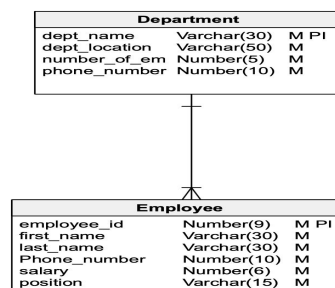 Department
dept_name Varchar(30) M PI
dept_location Varchar(50) M
number_of_em Number(5) M
phone_number Number(10) M
Employee
employee_id Number(9) M PI
first_name Varchar(30) M
last_name Varchar(30) M
Phone_number Number(10) M
salary Number(6) M
position Varchar(15) M